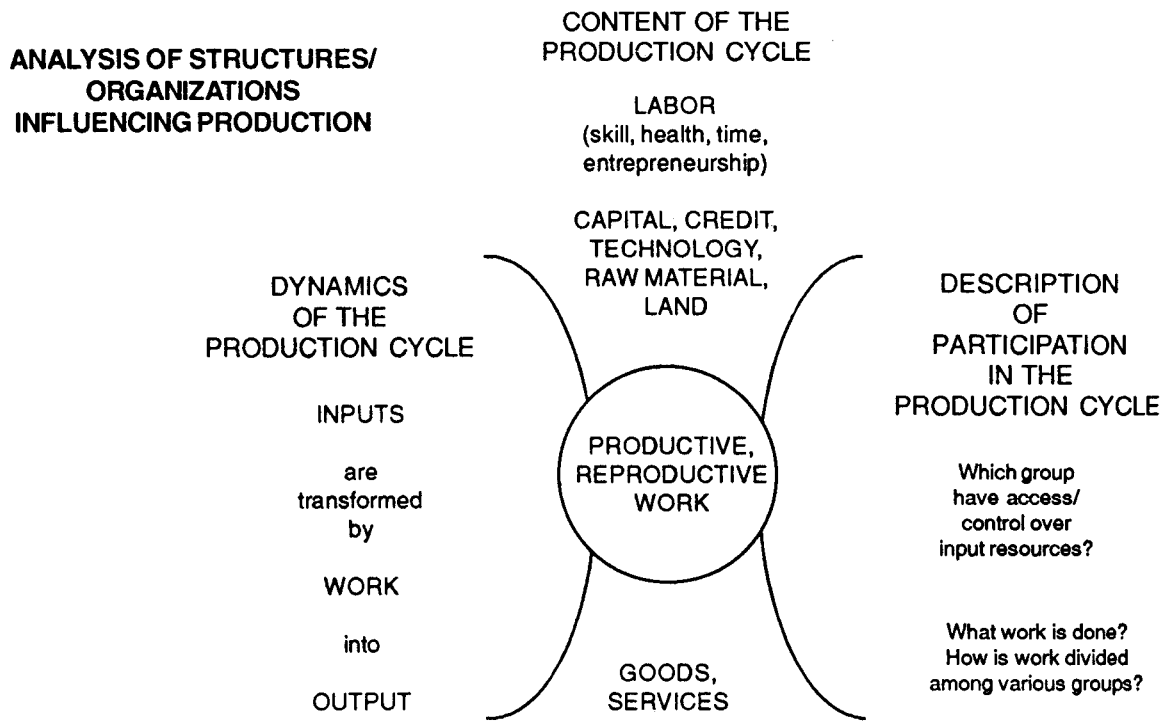 ANALYSIS OF STRUCTURES/
ORGANIZATIONS
INFLUENCING PRODUCTION
CONTENT OF THE
PRODUCTION CYCLE
LABOR
(skill, health, time,
entrepreneurship)
CAPITAL, CREDIT,
TECHNOLOGY,
RAW MATERIAL,
LAND
DYNAMICS
OF THE
PRODUCTION CYCLE
INPUTS
are
transformed
by
WORK
into
OUTPUT
PRODUCTIVE,
REPRODUCTIVE
WORK
GOODS,
SERVICES
DESCRIPTION
OF
PARTICIPATION
IN THE
PRODUCTION CYCLE
Which group
have access/
control over
input resources?
What work is done?
How is work divided
among various groups?